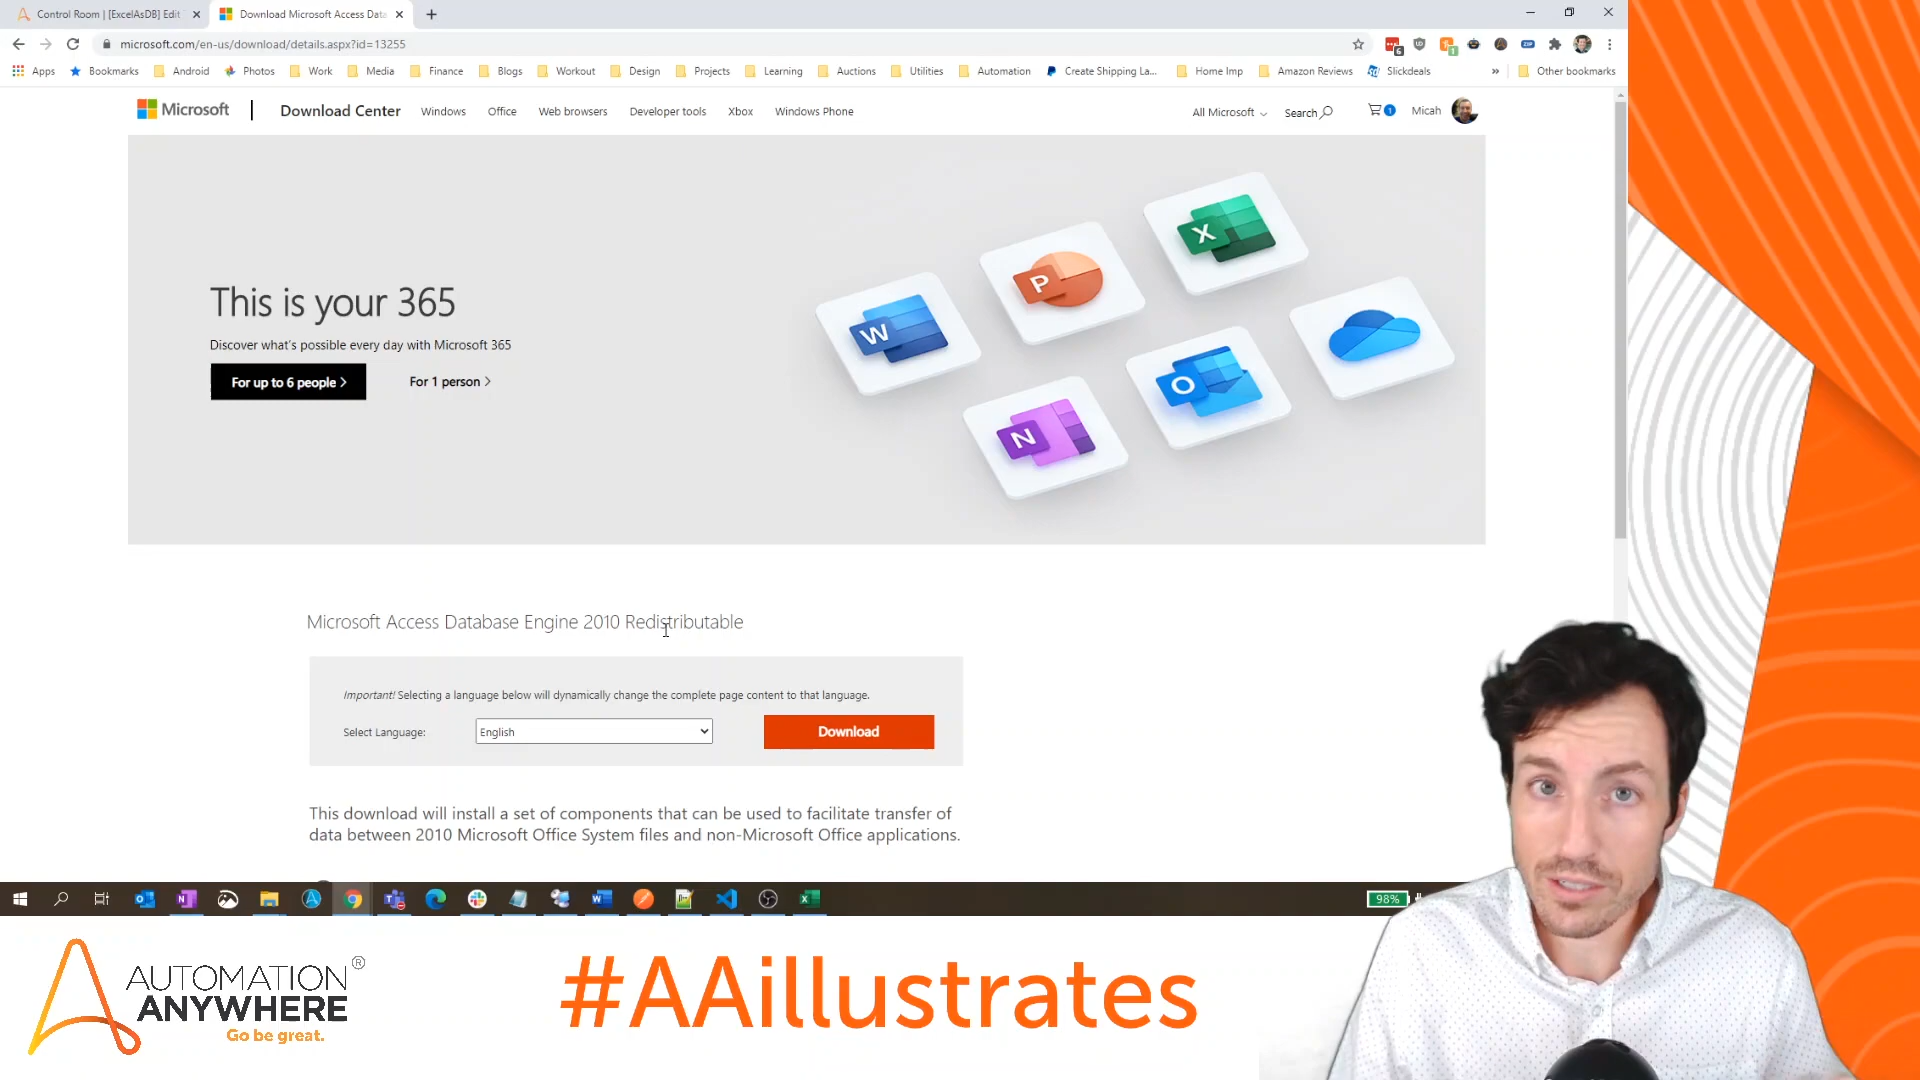 Control Room | [ExcelAsDB] Edit
Download Microsoft Access Data
microsoft.com/en-us/download/details.aspx?id=13255
6
1
ZIP
Apps
Bookmarks
Android
Photos
Work
Media
Finance
Blogs
Workout
Design
Projects
Learning
Auctions
Utilities
Automation
Create Shipping La...
Home Imp
Amazon Reviews
Slickdeals
»
Other bookmarks
Microsoft
Download Center
Windows
Office
Web browsers
Developer tools
Xbox
Windows Phone
All Microsoft
Search
1
Micah
This is your 365
Discover what's possible every day with Microsoft 365
For up to 6 people >
For 1 person >
W
P
X
N
O
Microsoft Access Database Engine 2010 Redistributable
Important! Selecting a language below will dynamically change the complete page content to that language.
Select Language:
English
Download
This download will install a set of components that can be used to facilitate transfer of
data between 2010 Microsoft Office System files and non-Microsoft Office applications.
98%
AUTOMATION ®
ANYWHERE
Go be great.
#AAillustrates